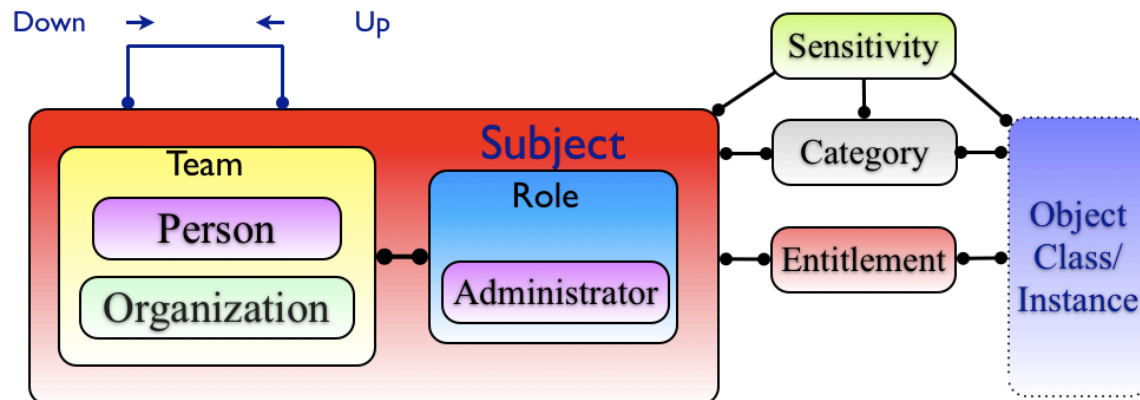 Down
Up
Sensitivity
Subject
Team
Category
Role
Person
Object
Class/
Instance
Entitlement
Organization
Administrator